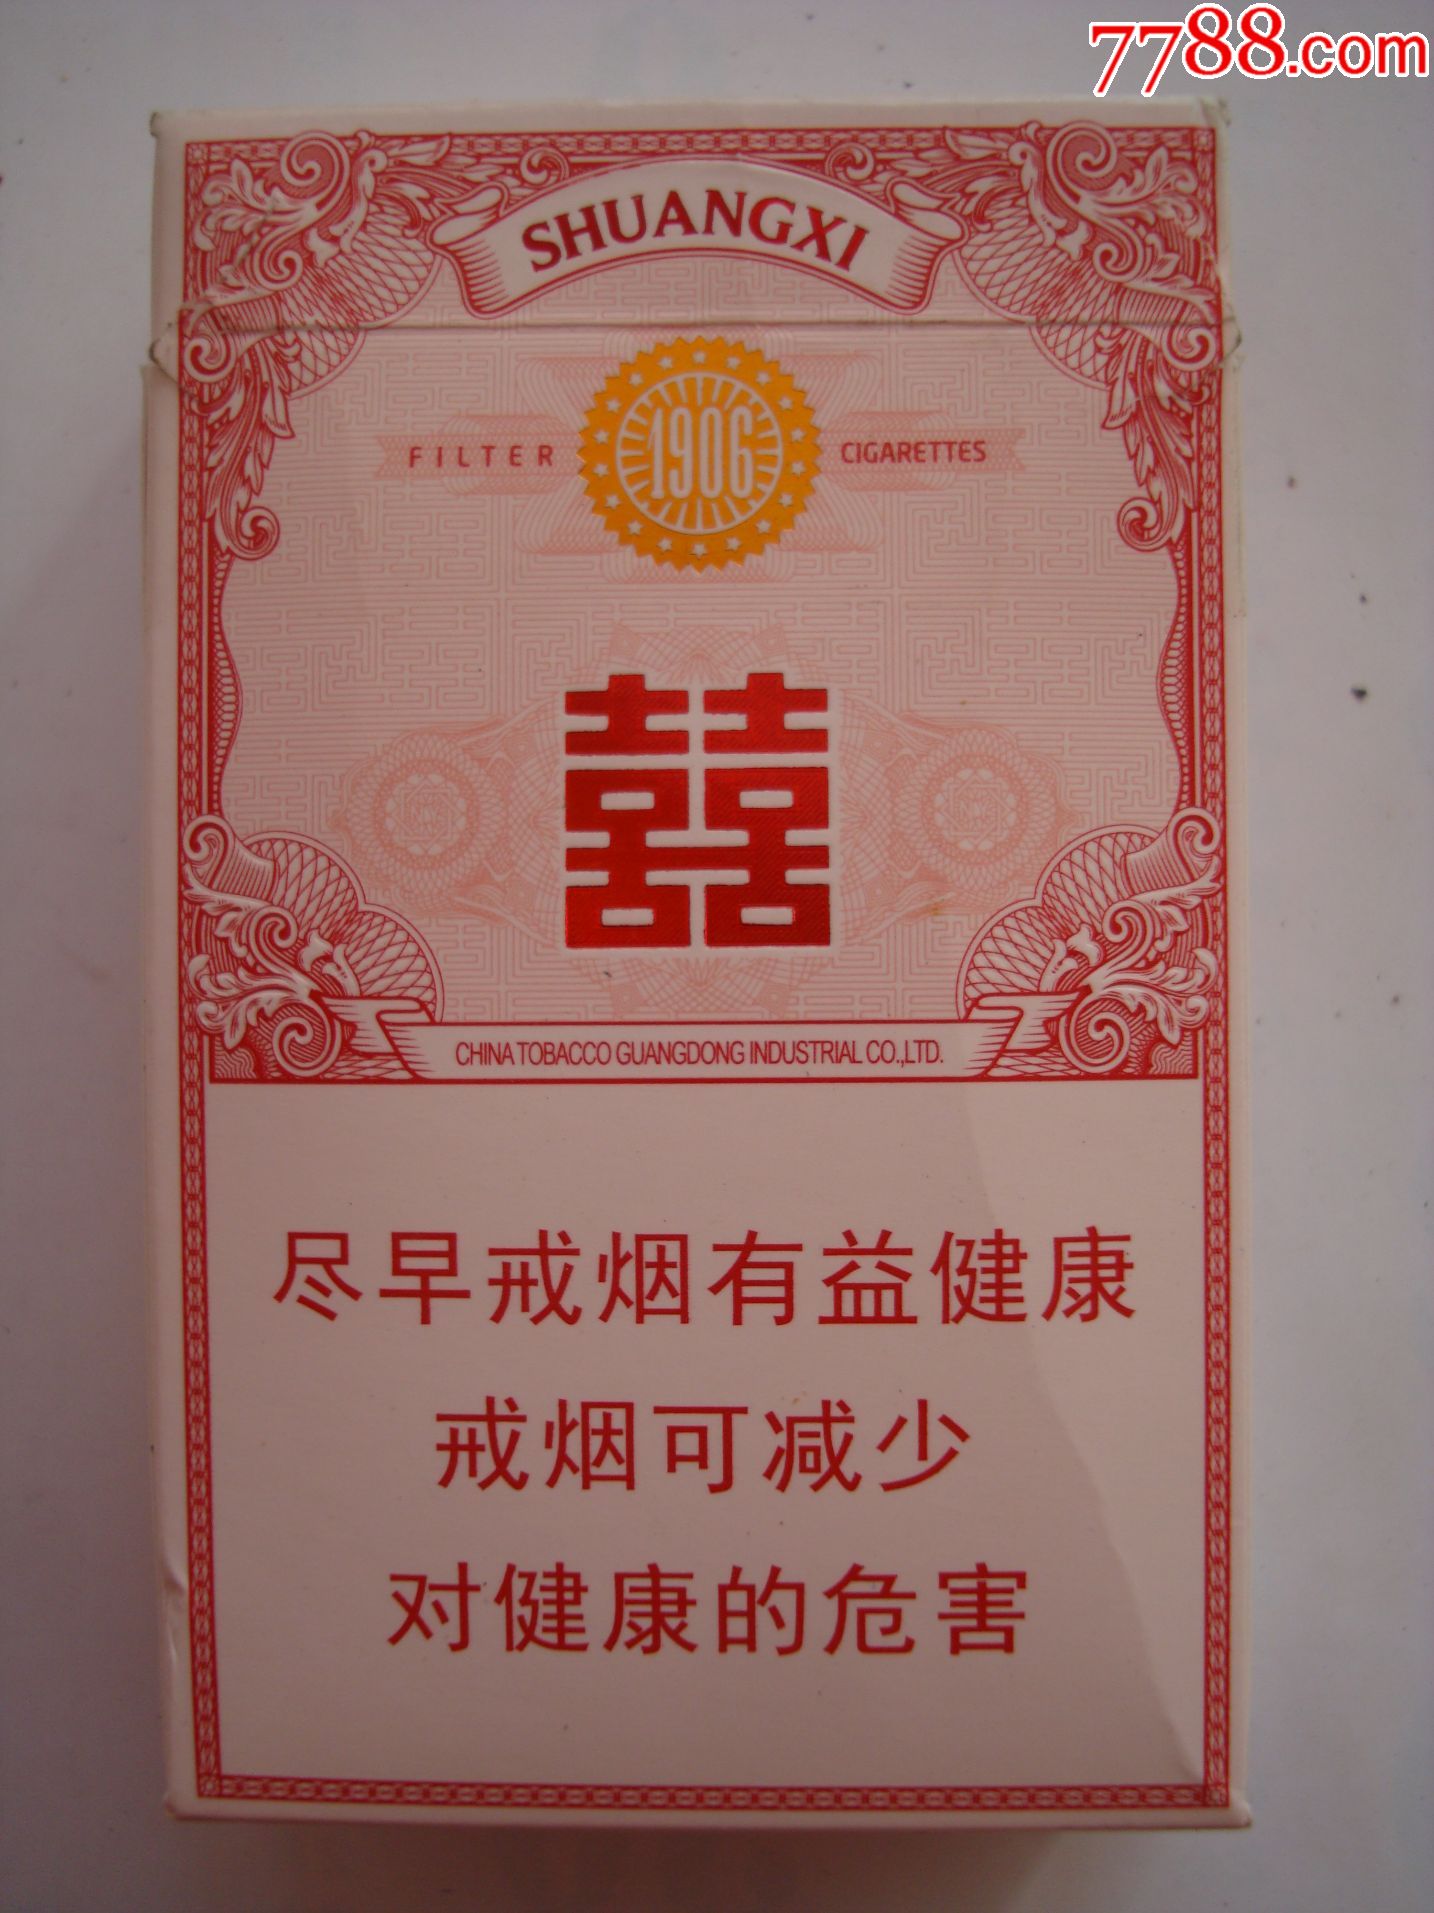 7788.com
SHUANGXI
FILTER 1906 CIGARETTES
囍
CHINA TOBACCO GUANGDONG INDUSTRIAL CO.,LTD.
尽早戒烟有益健康
戒烟可减少
对健康的危害